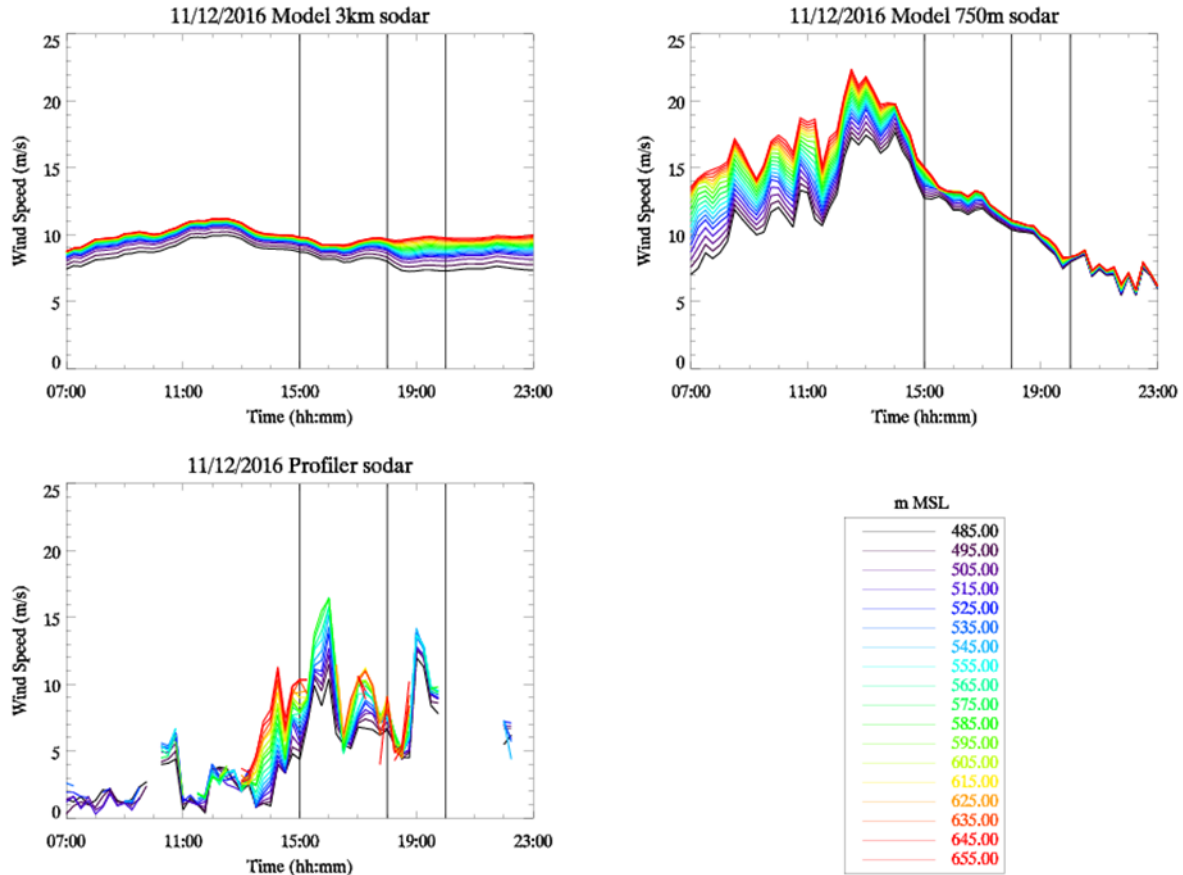 11/12/2016 Model 3km sodar
25
20
15
10
5
0
Wind Speed (m/s)
07:00 11:00 15:00 19:00 23:00
Time (hh:mm)
11/12/2016 Model 750m sodar
25
20
15
10
5
0
Wind Speed (m/s)
07:00 11:00 15:00 19:00 23:00
Time (hh:mm)
11/12/2016 Profiler sodar
25
20
15
10
5
0
Wind Speed (m/s)
07:00 11:00 15:00 19:00 23:00
Time (hh:mm)
m MSL
485.00
495.00
505.00
515.00
525.00
535.00
545.00
555.00
565.00
575.00
585.00
595.00
605.00
615.00
625.00
635.00
645.00
655.00